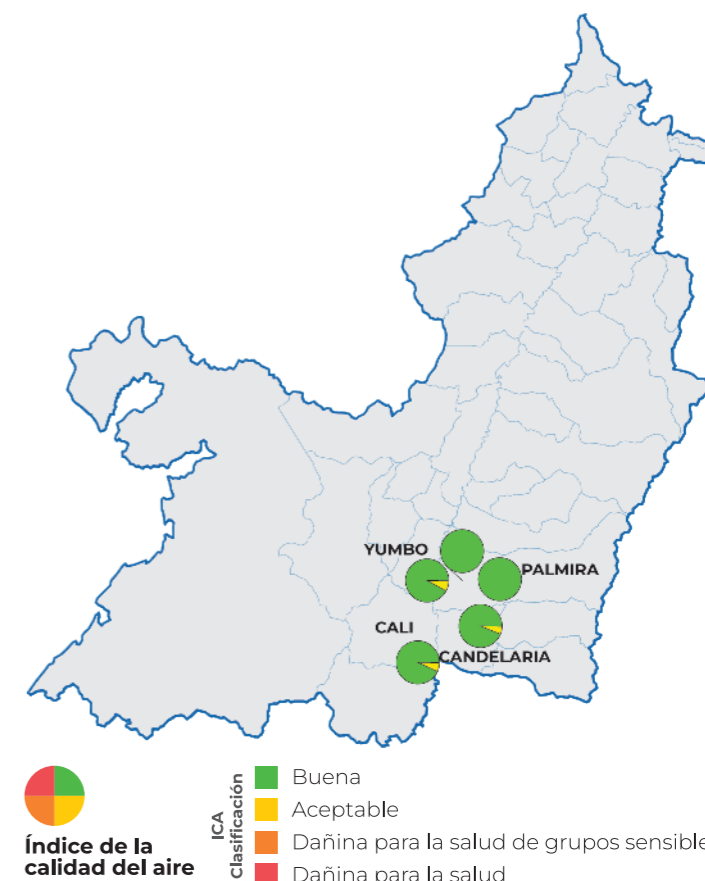 YUMBO
PALMIRA
CALI
CANDELARIA
Índice de la
calidad del aire
ICA
Clasificación
Buena
Aceptable
Dañina para la salud de grupos sensible
Dañina para la salud